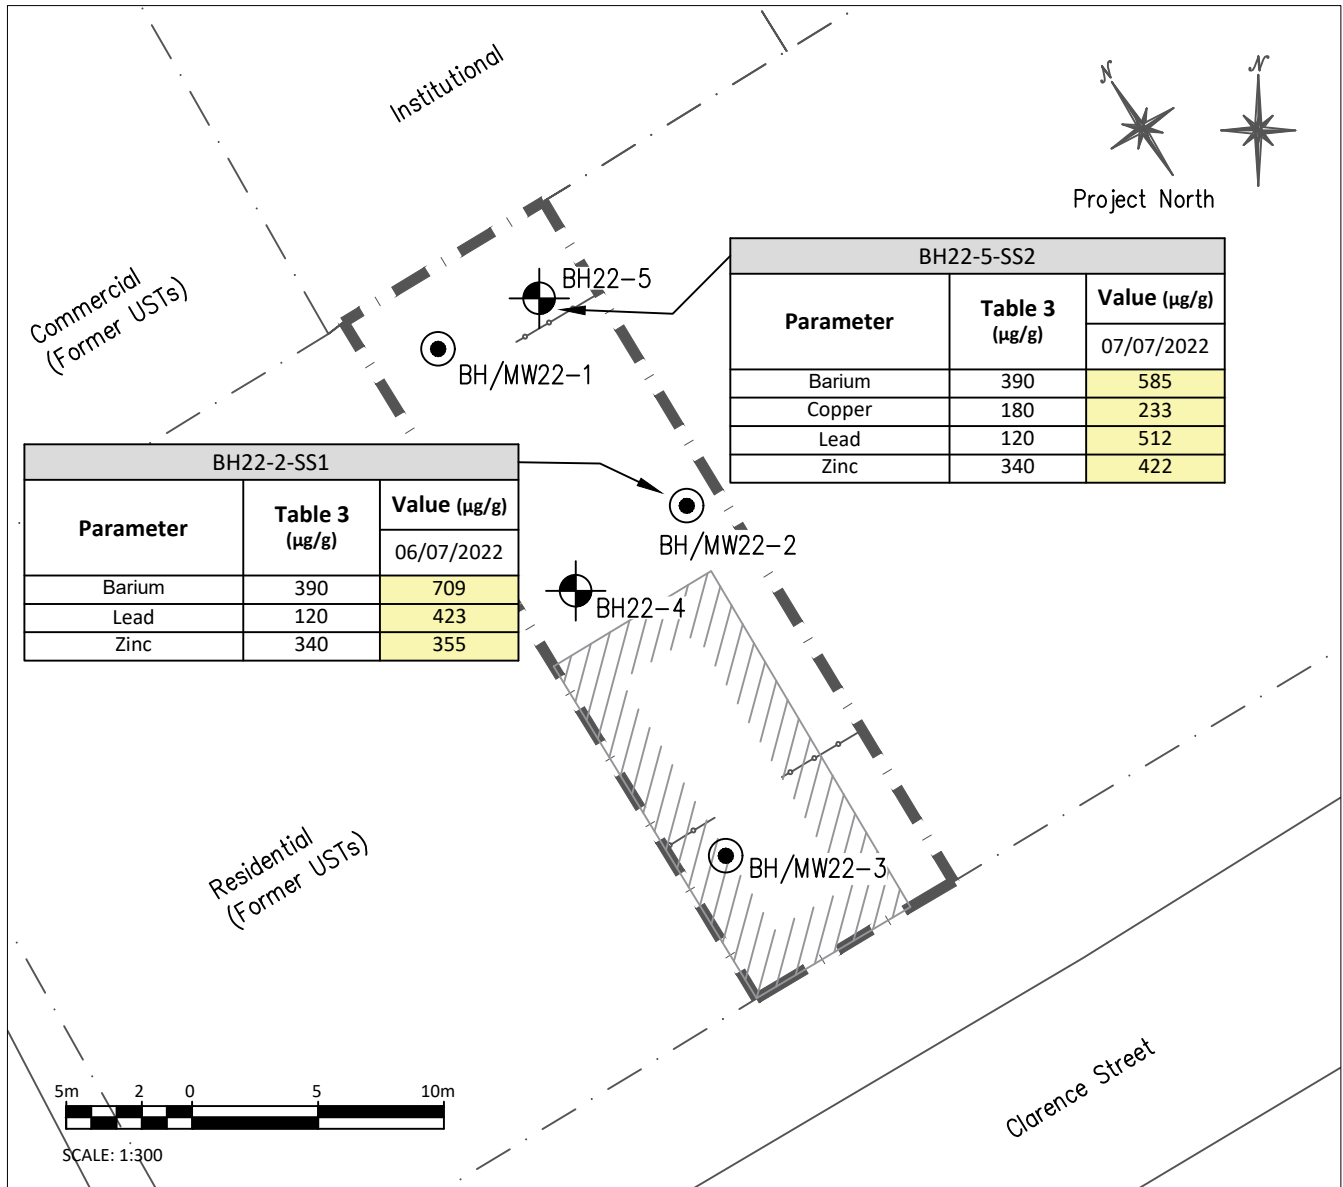 Institutional
N
N
Project North
Commercial
(Former USTs)
BH22-5
BH/MW22-1
BH22-5-SS2
Parameter
Table 3
(µg/g)
Value (µg/g)
07/07/2022
Barium 390 585
Copper 180 233
Lead 120 512
Zinc 340 422
BH22-2-SS1
Parameter
Table 3
(µg/g)
Value (µg/g)
06/07/2022
Barium 390 709
Lead 120 423
Zinc 340 355
BH/MW22-2
BH22-4
BH/MW22-3
Residential
(Former USTs)
Clarence Street
5m 2 0 5 10m
SCALE: 1:300